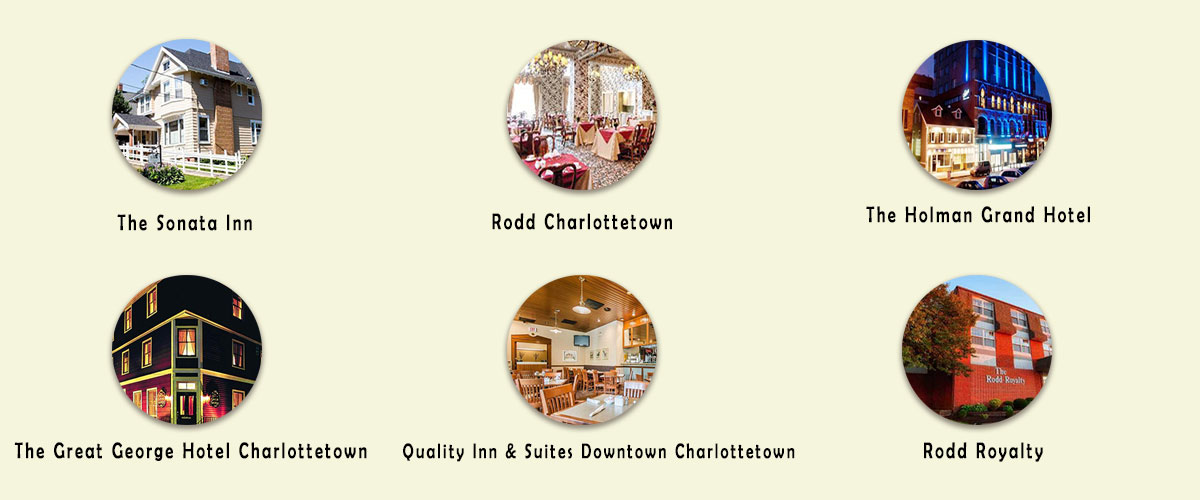 The Sonata Inn
Rodd Charlottetown
The Holman Grand Hotel
The Great George Hotel Charlottetown
Quality Inn & Suites Downtown Charlottetown
The
Rodd Royalty
Rodd Royalty